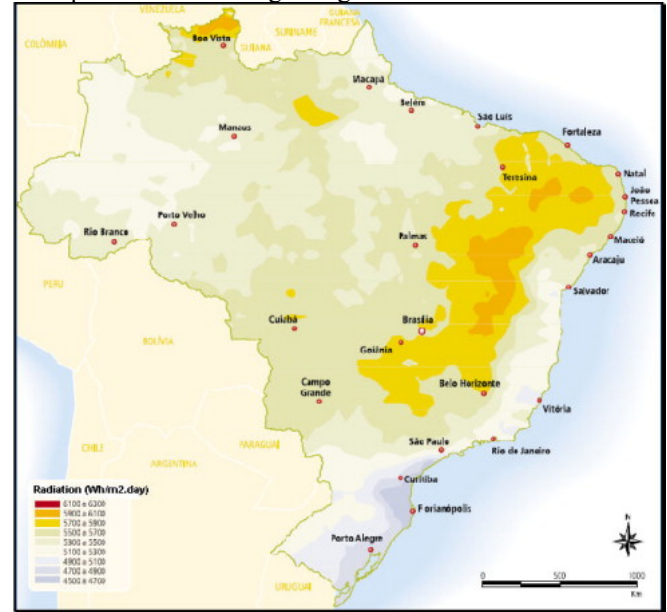 VENEZUELA
GUIANA
FRANCESA
SURINAME
GUIANA
COLÔMBIA
Boa Vista
Macapá
Belém
São Luis
Manaus
Fortaleza
Teresina
Natal
João
Pessoa
Recife
Porto Velho
Rio Branco
Palmas
Maceió
Aracaju
PERU
Salvador
Cuiabá
Brasília
BOLÍVIA
Goiânia
Campo
Grande
Belo Horizonte
Vitória
CHILE
PARAGUAI
São Paulo
Rio de Janeiro
ARGENTINA
Curitiba
Radiation (Wh/m2.day)
6100 a 6300
5900 a 6100
5700 a 5900
5500 a 5700
5300 a 5500
5100 a 5300
4900 a 5100
4700 a 4900
4500 a 4700
Florianópolis
Porto Alegre
N
URUGUAI
0 500 1000
Km